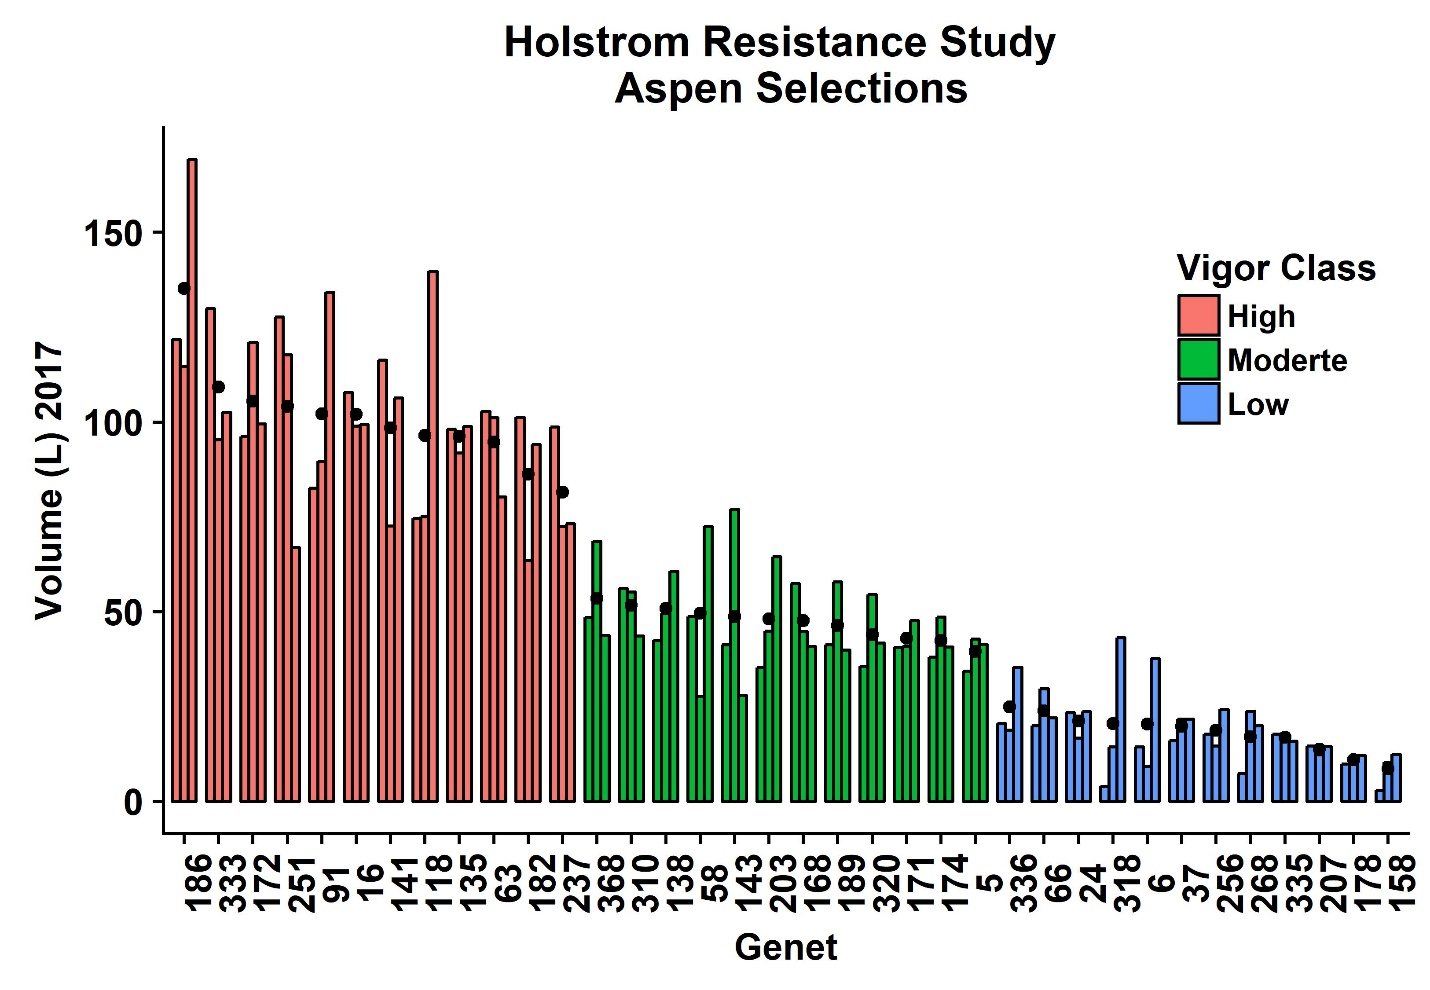 Holstrom Resistance Study
Aspen Selections
Volume (L) 2017
150
100
50
0
Vigor Class
High
Moderte
Low
186 333 172 251 91 16 141 118 135 63 182 237 368 310 138 58 143 203 168 189 320 171 174 5 336 66 24 318 6 37 256 268 335 207 178 158
Genet